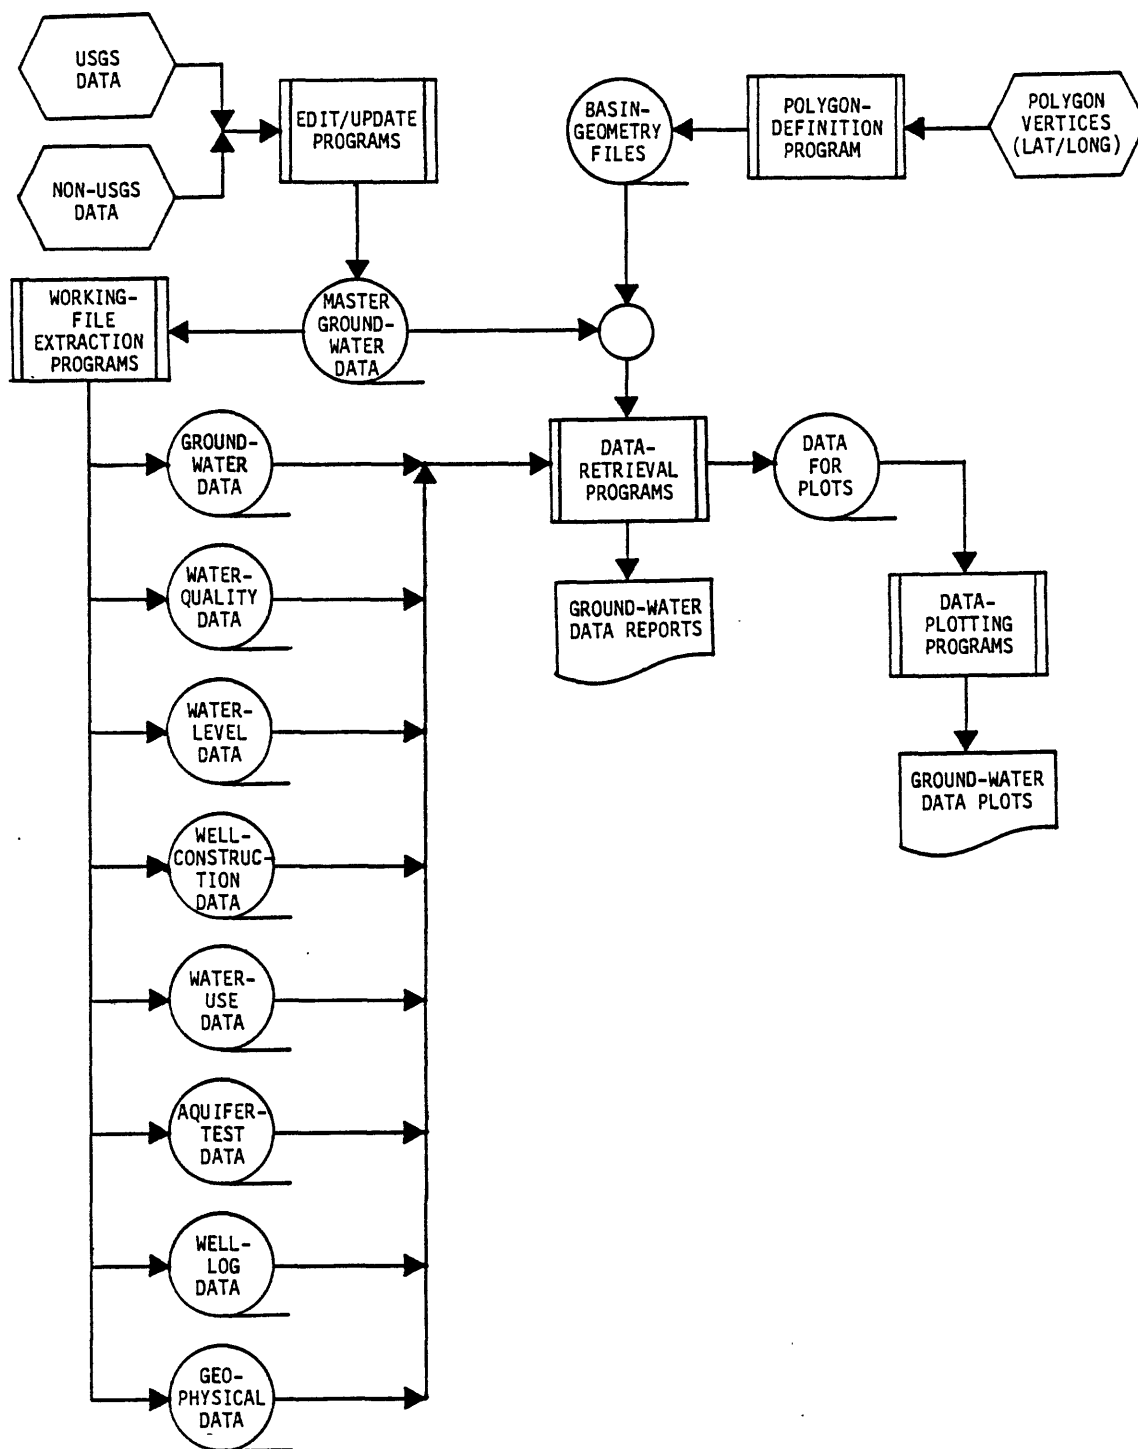 USGS
DATA
NON-USGS
DATA
EDIT/UPDATE
PROGRAMS
BASIN-
GEOMETRY
FILES
POLYGON-
DEFINITION
PROGRAM
POLYGON
VERTICES
(LAT/LONG)
WORKING-
FILE
EXTRACTION
PROGRAMS
MASTER
GROUND-
WATER
DATA
GROUND-
WATER
DATA
DATA-
RETRIEVAL
PROGRAMS
DATA
FOR
PLOTS
WATER-
QUALITY
DATA
GROUND-WATER
DATA REPORTS
DATA-
PLOTTING
PROGRAMS
WATER-
LEVEL
DATA
GROUND-WATER
DATA PLOTS
WELL-
CONSTRUC-
TION
DATA
WATER-
USE
DATA
AQUIFER-
TEST
DATA
WELL-
LOG
DATA
GEO-
PHYSICAL
DATA